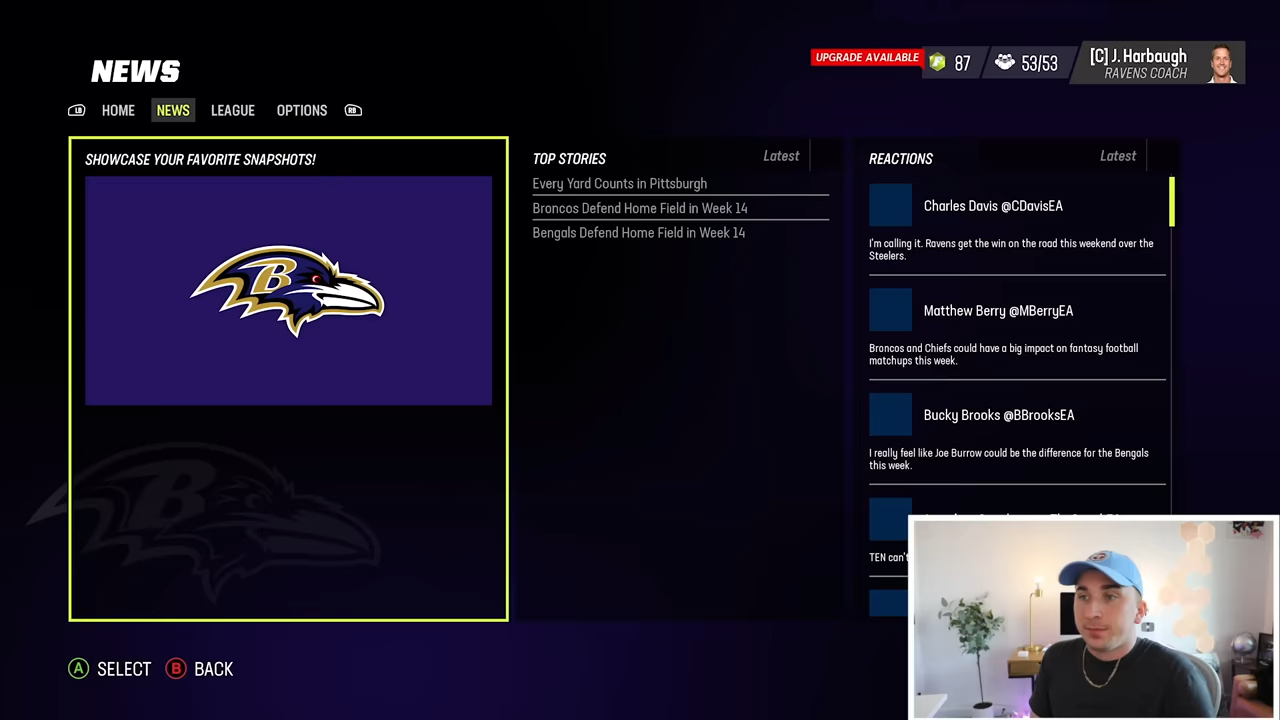 NEWS
UPGRADE AVAILABLE
87
53/53
[C] J. Harbaugh
RAVENS COACH
LB HOME NEWS LEAGUE OPTIONS RB
SHOWCASE YOUR FAVORITE SNAPSHOTS!
B
TOP STORIES Latest
Every Yard Counts in Pittsburgh
Broncos Defend Home Field in Week 14
Bengals Defend Home Field in Week 14
REACTIONS Latest
Charles Davis @CDavisEA
I'm calling it. Ravens get the win on the road this weekend over the
Steelers.
Matthew Berry @MBerryEA
Broncos and Chiefs could have a big impact on fantasy football
matchups this week.
Bucky Brooks @BBrooksEA
I really feel like Joe Burrow could be the difference for the Bengals
this week.
TEN can't
B
A SELECT B BACK